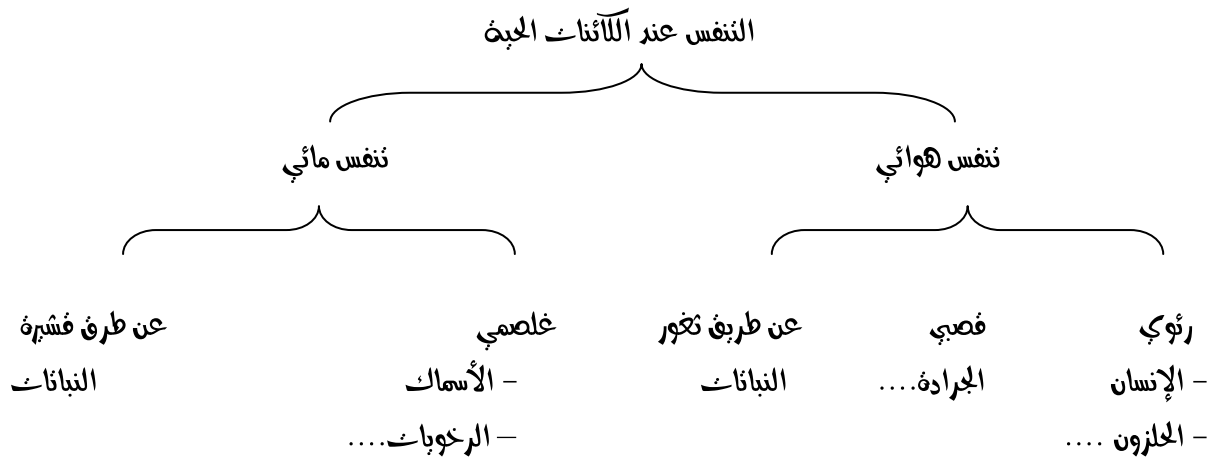 التنفس عند الكائنات الحية
تنفس هوائي
تنفس مائي
رئوي
قصبي
عن طريق تغور
غلصمي
عن طرق قشيرة
– الإنسان
الجرادة....
النباتات
– الأسماك
النباتات
– الحلزون ....
– الرخويات....